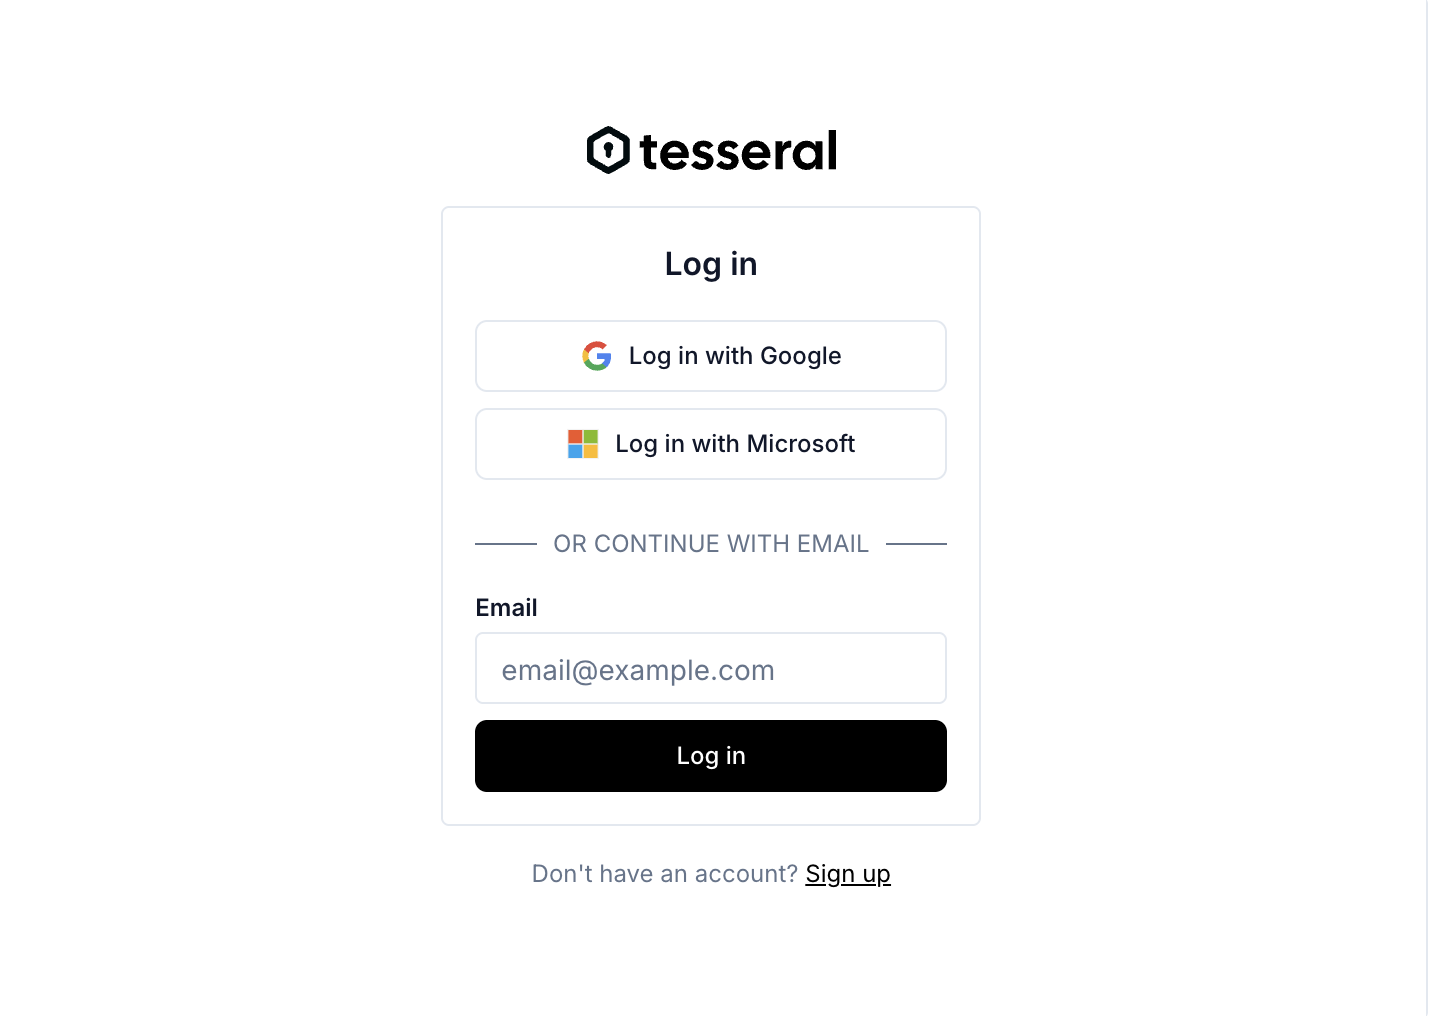 tesseral
Log in
Log in with Google
Log in with Microsoft
OR CONTINUE WITH EMAIL
Email
email@example.com
Log in
Don't have an account? Sign up